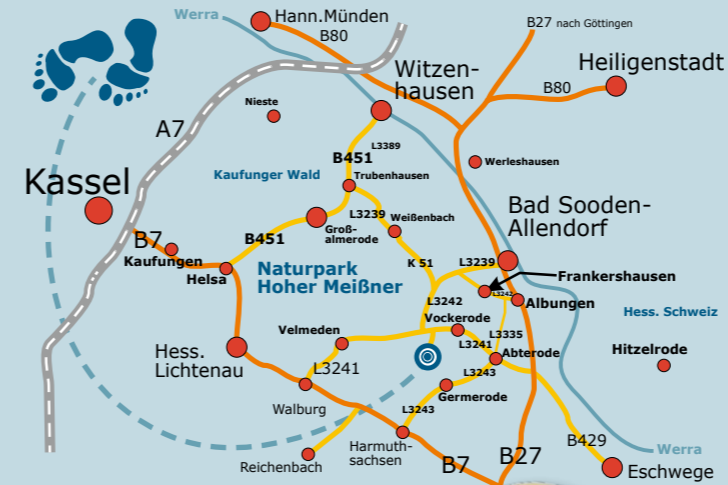 Werra
Hann.Münden
B80
B27 nach Göttingen
Heiligenstadt
B80
Witzen-
hausen
A7
Nieste
L3389
B451
Kaufunger Wald
Trubenhausen
Werleshausen
Kassel
L3239
Weißenbach
Bad Sooden-
Allendorf
Groß-
almerode
B7
B451
Kaufungen
Helsa
K 51
L3239
Naturpark
Hoher Meißner
Frankershausen
L3242
L3242
Albungen
Hess. Schweiz
Vockerode
Velmeden
L3335
L3241
Hess.
Lichtenau
L3241
Abterode
Hitzelrode
L3243
Germerode
Walburg
L3243
Harmuth-
sachsen
B429
Werra
Reichenbach
B7
B27
Eschwege